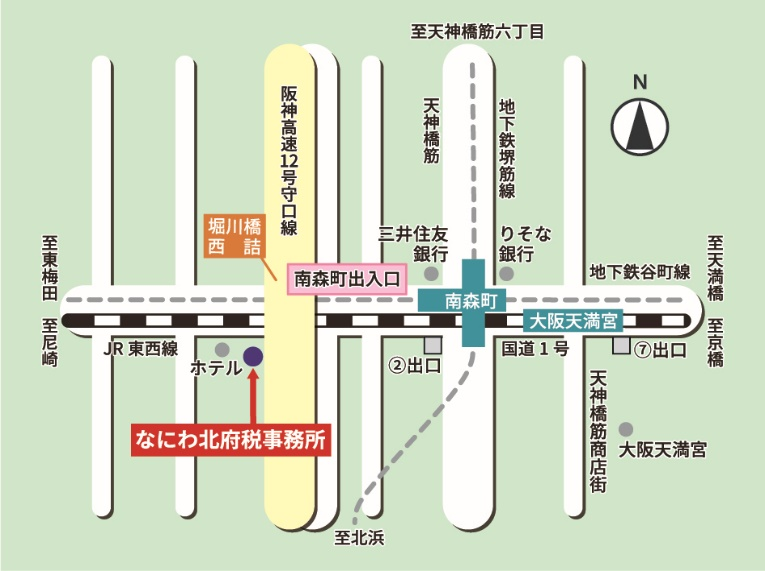 至天神橋筋六丁目
N
阪神高速12号守口線
天神橋筋
地下鉄堺筋線
堀川橋
西　詰
三井住友
銀行
りそな
銀行
至東梅田
至尼崎
南森町出入口
地下鉄谷町線
至天満橋
至京橋
南森町
大阪天満宮
JR東西線
ホテル
②出口
国道1号
⑦出口
なにわ北府税事務所
天神橋筋商店街
大阪天満宮
至北浜